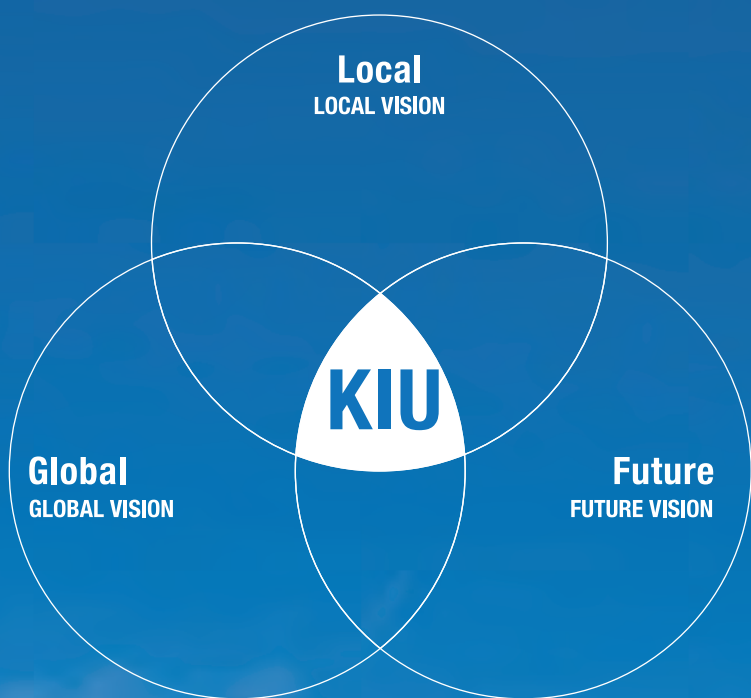 Local
LOCAL VISION
KIU
Global
GLOBAL VISION
Future
FUTURE VISION